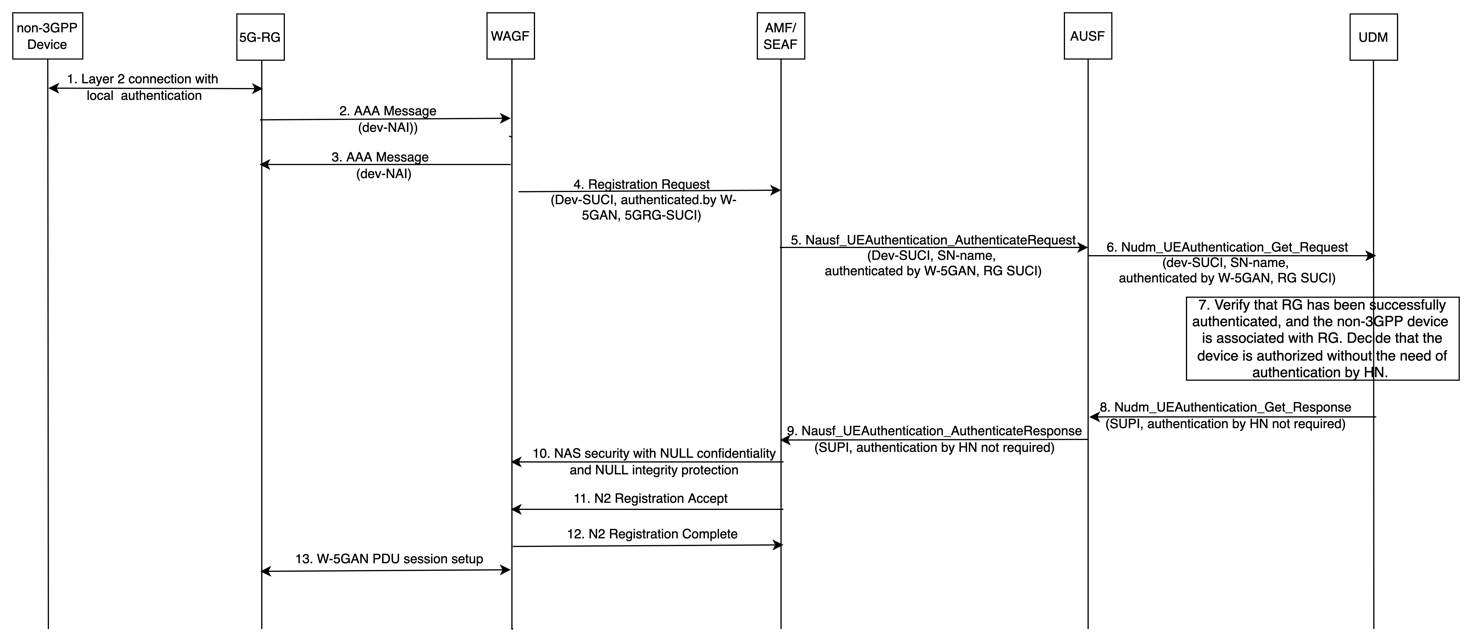 non-3GPP
Device
5G-RG
WAGF
AMF/
SEAF
AUSF
UDM
1. Layer 2 connection with
local authentication
2. AAA Message
(dev-NAI))
3. AAA Message
(dev-NAI)
4. Registration Request
(Dev-SUCI, authenticated.by W-
5GAN, 5GRG-SUCI)
5. Nausf_UEAuthentication_AuthenticateRequest
(Dev-SUCI, SN-name,
authenticated by W-5GAN, RG SUCI)
6. Nudm_UEAuthentication_Get_Request
(dev-SUCI, SN-name,
authenticated by W-5GAN, RG SUCI)
7. Verify that RG has been successfully
authenticated, and the non-3GPP device
is associated with RG. Decide that the
device is authorized without the need of
authentication by HN.
8. Nudm_UEAuthentication_Get_Response
(SUPI, authentication by HN not required)
9. Nausf_UEAuthentication_AuthenticateResponse
(SUPI, authentication by HN not required)
10. NAS security with NULL confidentiality
and NULL integrity protection
11. N2 Registration Accept
12. N2 Registration Complete
13. W-5GAN PDU session setup